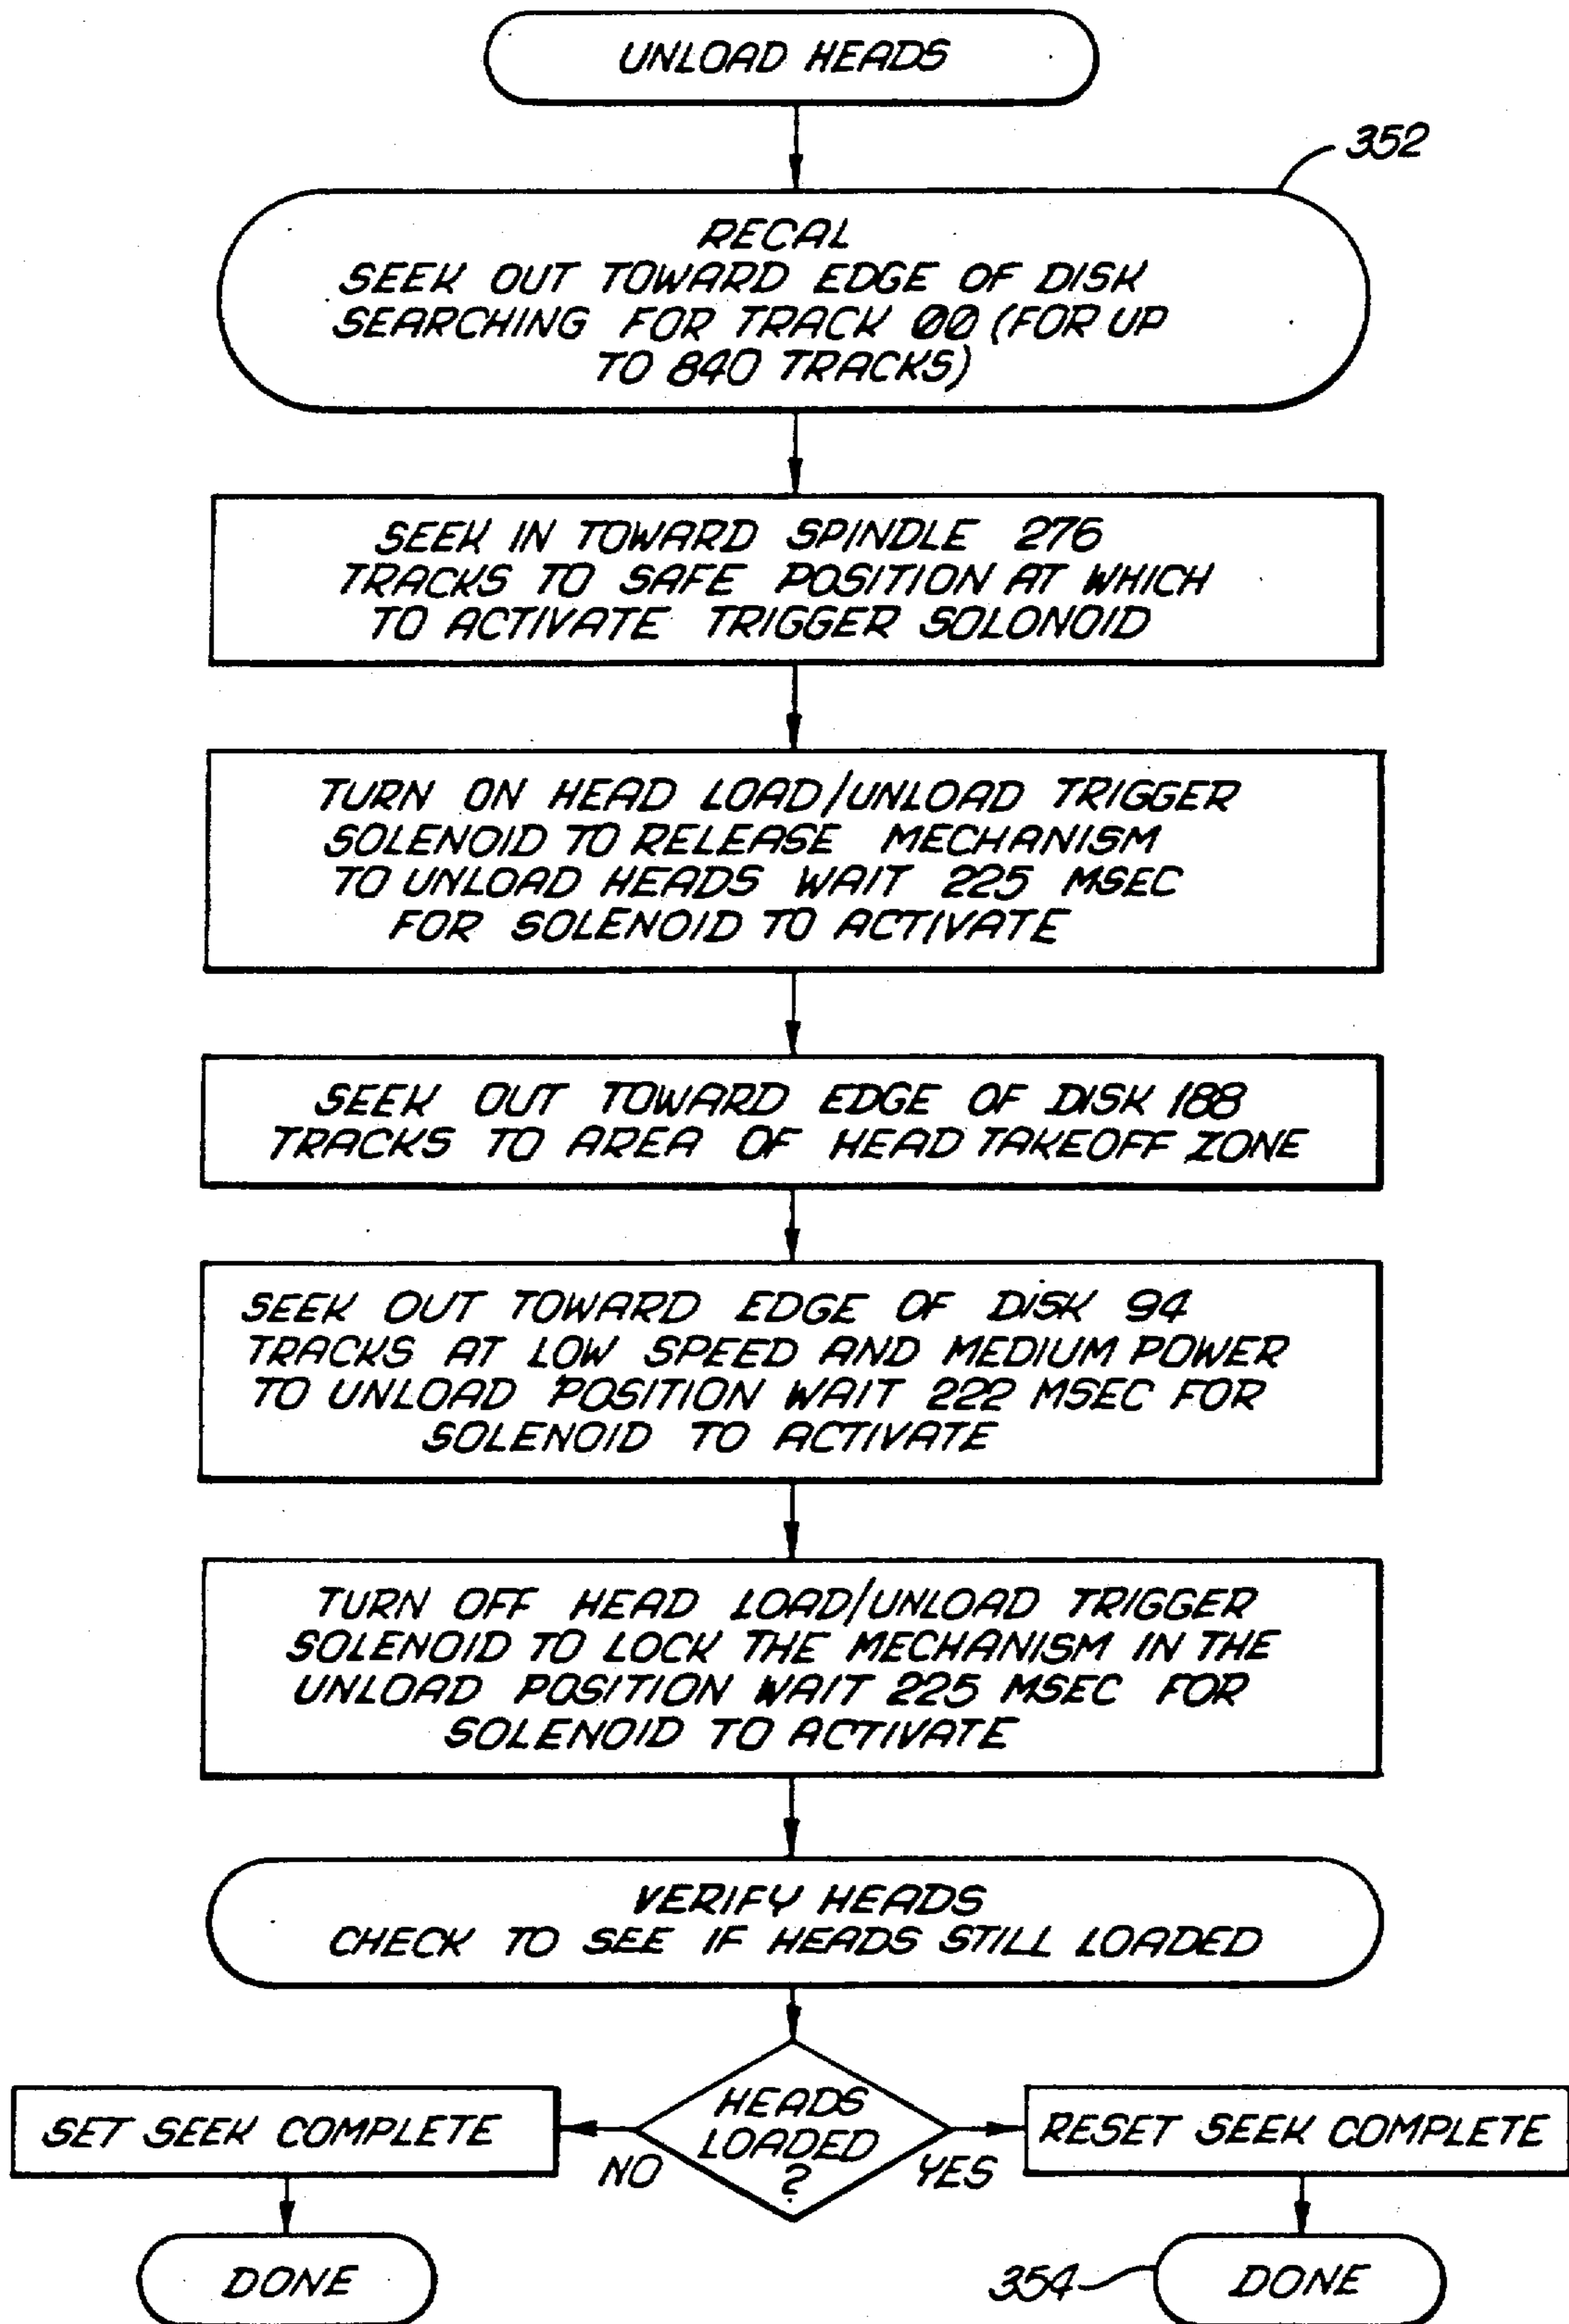 UNLOAD HEADS
352
RECAL
SEEK OUT TOWARD EDGE OF DISK
SEARCHING FOR TRACK 00 (FOR UP
TO 840 TRACKS)
SEEK IN TOWARD SPINDLE 276
TRACKS TO SAFE POSITION AT WHICH
TO ACTIVATE TRIGGER SOLONOID
TURN ON HEAD LOAD/UNLOAD TRIGGER
SOLENOID TO RELEASE MECHANISM
TO UNLOAD HEADS WAIT 225 MSEC
FOR SOLENOID TO ACTIVATE
SEEK OUT TOWARD EDGE OF DISK 188
TRACKS TO AREA OF HEAD TAKEOFF ZONE
SEEK OUT TOWARD EDGE OF DISK 94
TRACKS AT LOW SPEED AND MEDIUM POWER
TO UNLOAD POSITION WAIT 222 MSEC FOR
SOLENOID TO ACTIVATE
TURN OFF HEAD LOAD/UNLOAD TRIGGER
SOLENOID TO LOCK THE MECHANISM IN THE
UNLOAD POSITION WAIT 225 MSEC FOR
SOLENOID TO ACTIVATE
VERIFY HEADS
CHECK TO SEE IF HEADS STILL LOADED
HEADS
LOADED
?
NO
YES
SET SEEK COMPLETE
RESET SEEK COMPLETE
DONE
354
DONE